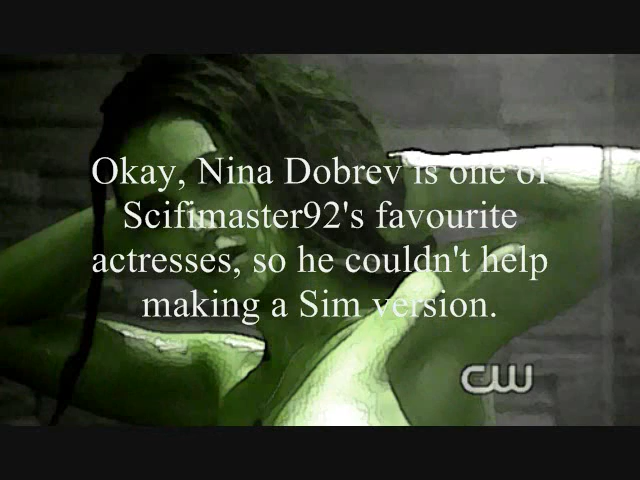 Okay, Nina Dobrev is one of
Scifimaster92's favourite
actresses, so he couldn't help
making a Sim version.
CW